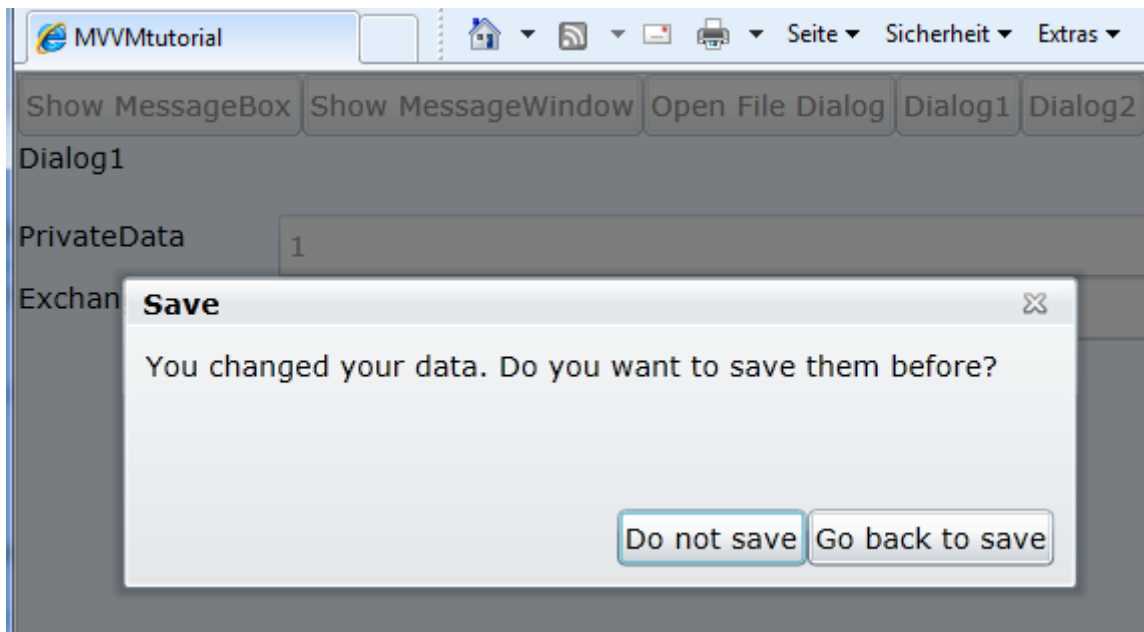 MVVMtutorial Seite Sicherheit Extras
Show MessageBox Show MessageWindow Open File Dialog Dialog1 Dialog2
Dialog1
PrivateData 1
Exchan
Save
You changed your data. Do you want to save them before?
Do not save Go back to save